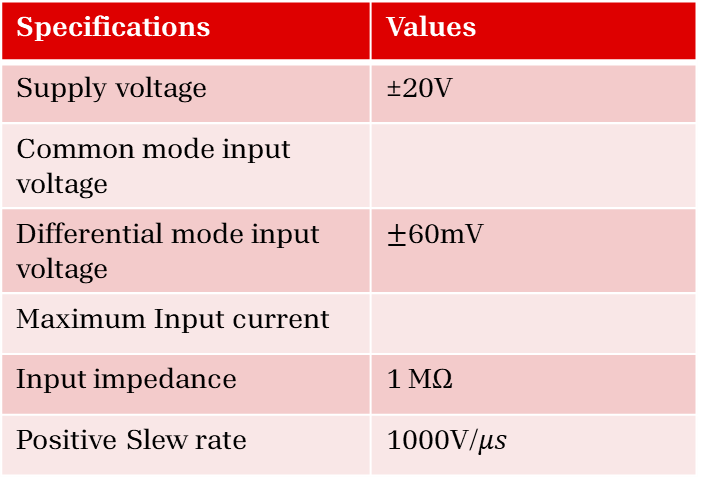 Specifications Values
Supply voltage ±20V
Common mode input
voltage
Differential mode input ±60mV
voltage
Maximum Input current
Input impedance 1 MΩ
Positive Slew rate 1000V/μs